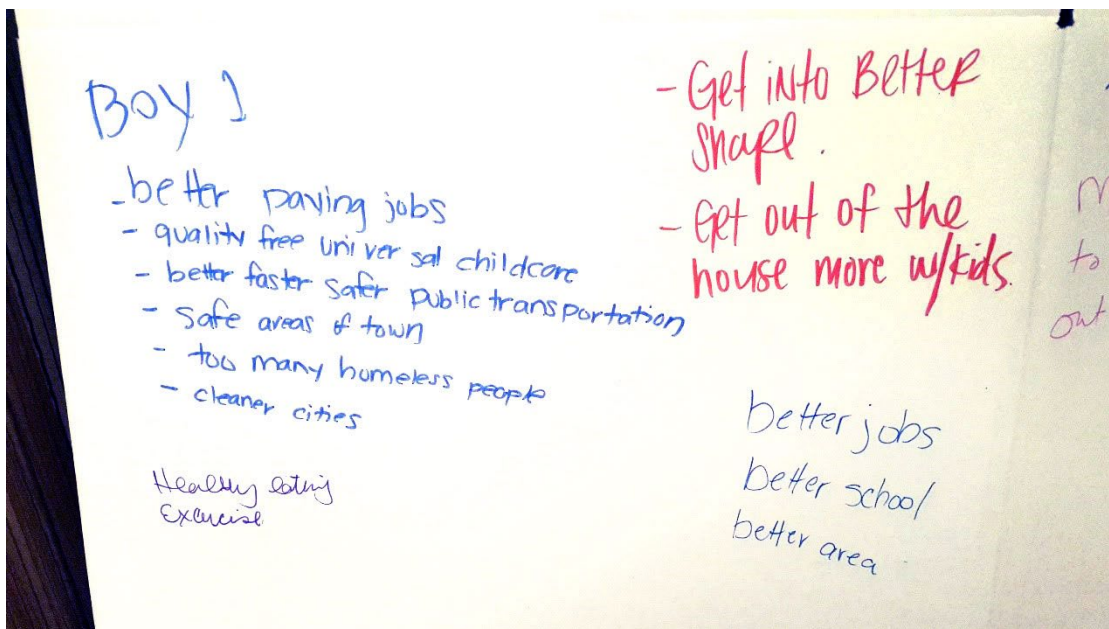 BOY 1
- better paying jobs
- quality free universal childcare
- better faster safer public transportation
- safe areas of town
- too many homeless people
- cleaner cities
Healthy eating
Exercise
- Get into Better
shape.
- Get out of the
house more w/kids.
better jobs
better school
better area
to
out